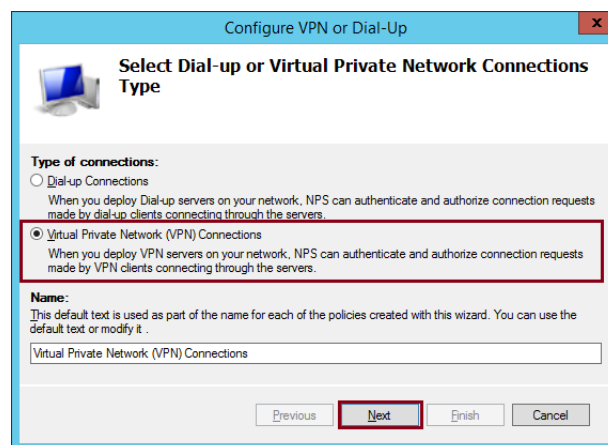 Configure VPN or Dial-Up
x
Select Dial-up or Virtual Private Network Connections
Type
Type of connections:
Dial-up Connections
When you deploy Dial-up servers on your network, NPS can authenticate and authorize connection requests
made by dial-up clients connecting through the servers.
Virtual Private Network (VPN) Connections
When you deploy VPN servers on your network, NPS can authenticate and authorize connection requests
made by VPN clients connecting through the servers.
Name:
This default text is used as part of the name for each of the policies created with this wizard. You can use the
default text or modify it .
Virtual Private Network (VPN) Connections
Previous Next Finish Cancel